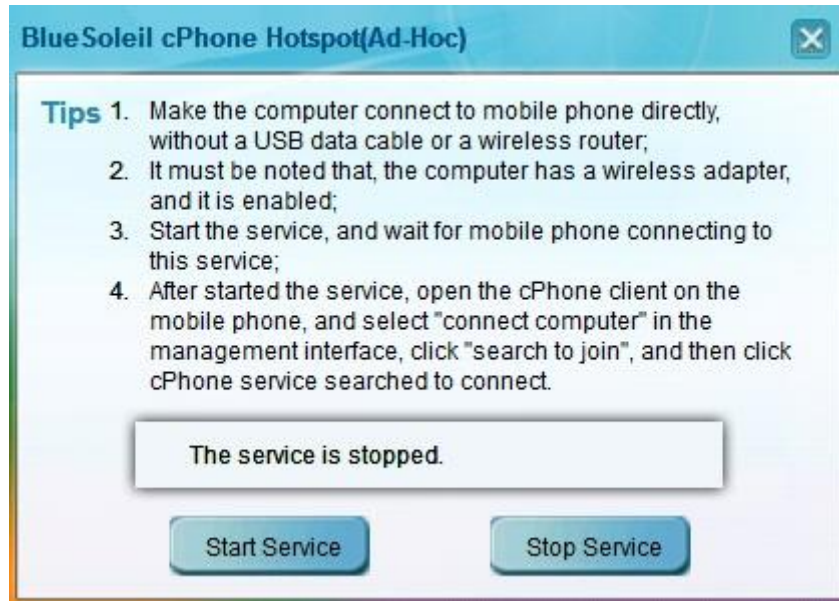 BlueSoleil cPhone Hotspot(Ad-Hoc)
Tips 1. Make the computer connect to mobile phone directly,
without a USB data cable or a wireless router;
2. It must be noted that, the computer has a wireless adapter,
and it is enabled;
3. Start the service, and wait for mobile phone connecting to
this service;
4. After started the service, open the cPhone client on the
mobile phone, and select "connect computer" in the
management interface, click "search to join", and then click
cPhone service searched to connect.
The service is stopped.
Start Service
Stop Service